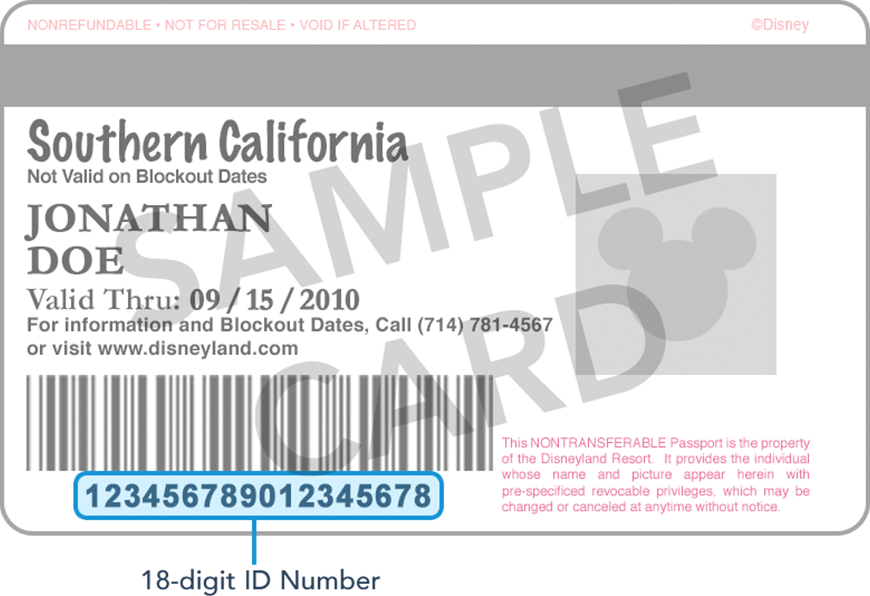 NONREFUNDABLE • NOT FOR RESALE • VOID IF ALTERED ©Disney
Southern California
Not Valid on Blockout Dates
JONATHAN
DOE
Valid Thru: 09 / 15 / 2010
For information and Blockout Dates, Call (714) 781-4567
or visit www.disneyland.com
SAMPLE
CARD
123456789012345678
This NONTRANSFERABLE Passport is the property
of the Disneyland Resort. It provides the individual
whose name and picture appear herein with
pre-specificed revocable privileges, which may be
changed or canceled at anytime without notice.
18-digit ID Number